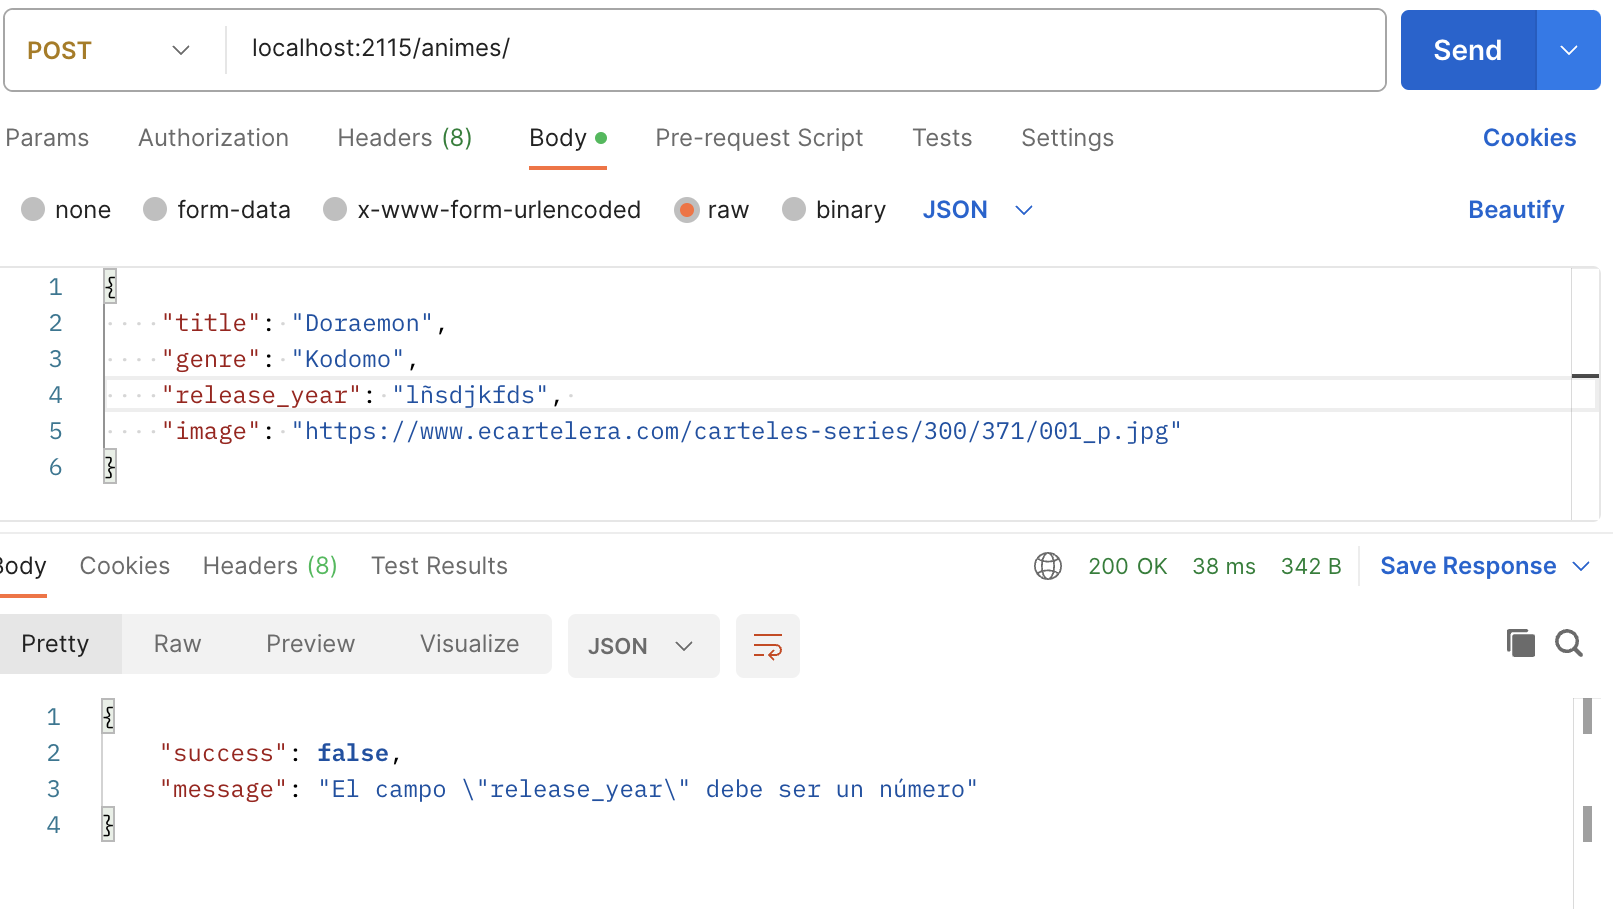 POST localhost:2115/animes/ Send
Params Authorization Headers (8) Body Pre-request Script Tests Settings Cookies
none form-data x-www-form-urlencoded raw binary JSON Beautify
1 {
2 "title": "Doraemon",
3 "genre": "Kodomo",
4 "release_year": "lñsdjkfds",
5 "image": "https://www.ecartelera.com/carteles-series/300/371/001_p.jpg"
6 }
Body Cookies Headers (8) Test Results 200 OK 38 ms 342 B Save Response
Pretty Raw Preview Visualize JSON
1 {
2 "success": false,
3 "message": "El campo \"release_year\" debe ser un número"
4 }